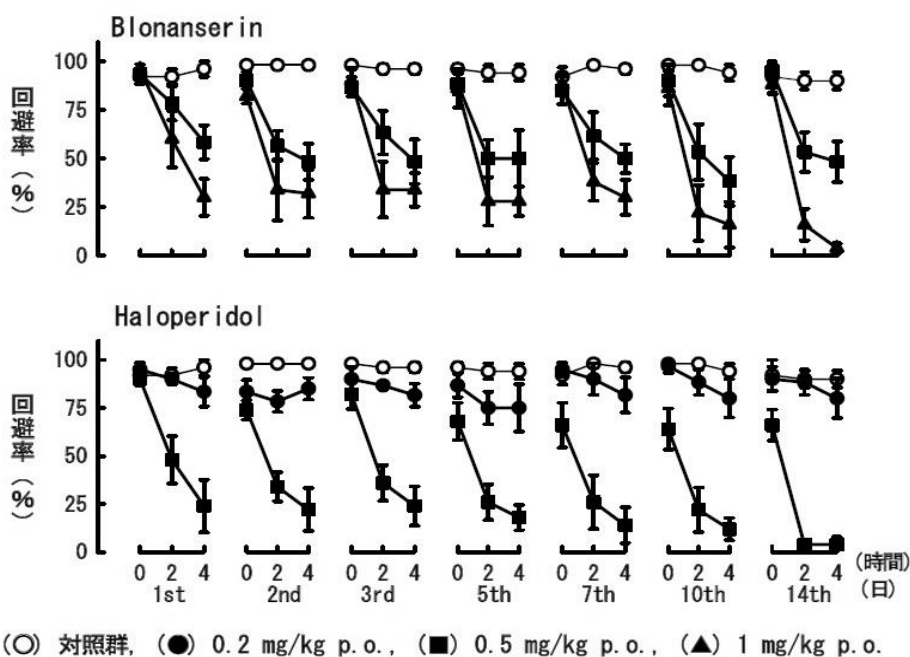 Blonanserin
回避率(%)
100
75
50
25
0
Haloperidol
回避率(%)
100
75
50
25
0
0 2 4 0 2 4 0 2 4 0 2 4 0 2 4 0 2 4 0 2 4 (時間)
1st 2nd 3rd 5th 7th 10th 14th (日)
(○) 対照群, (●) 0.2 mg/kg p.o., (■) 0.5 mg/kg p.o., (▲) 1 mg/kg p.o.